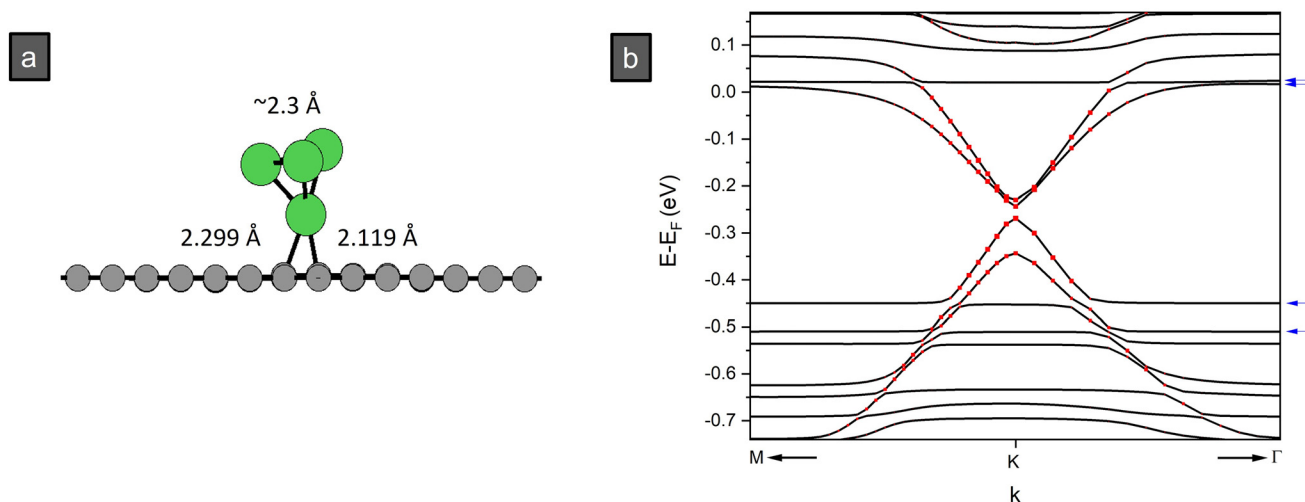 a
~2.3 Å
2.299 Å
2.119 Å
b
E-E_F (eV)
0.1
0.0
-0.1
-0.2
-0.3
-0.4
-0.5
-0.6
-0.7
M
K
Γ
k